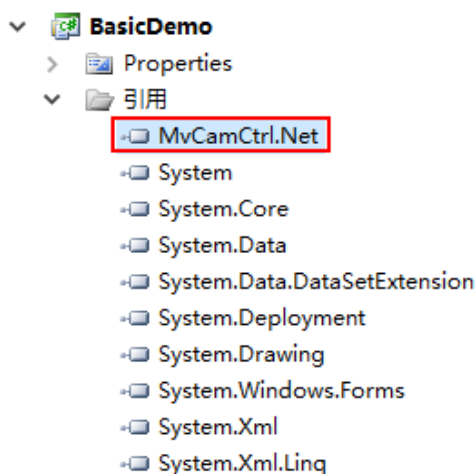 BasicDemo
Properties
引用
MvCamCtrl.Net
System
System.Core
System.Data
System.Data.DataSetExtension
System.Deployment
System.Drawing
System.Windows.Forms
System.Xml
System.Xml.Linq